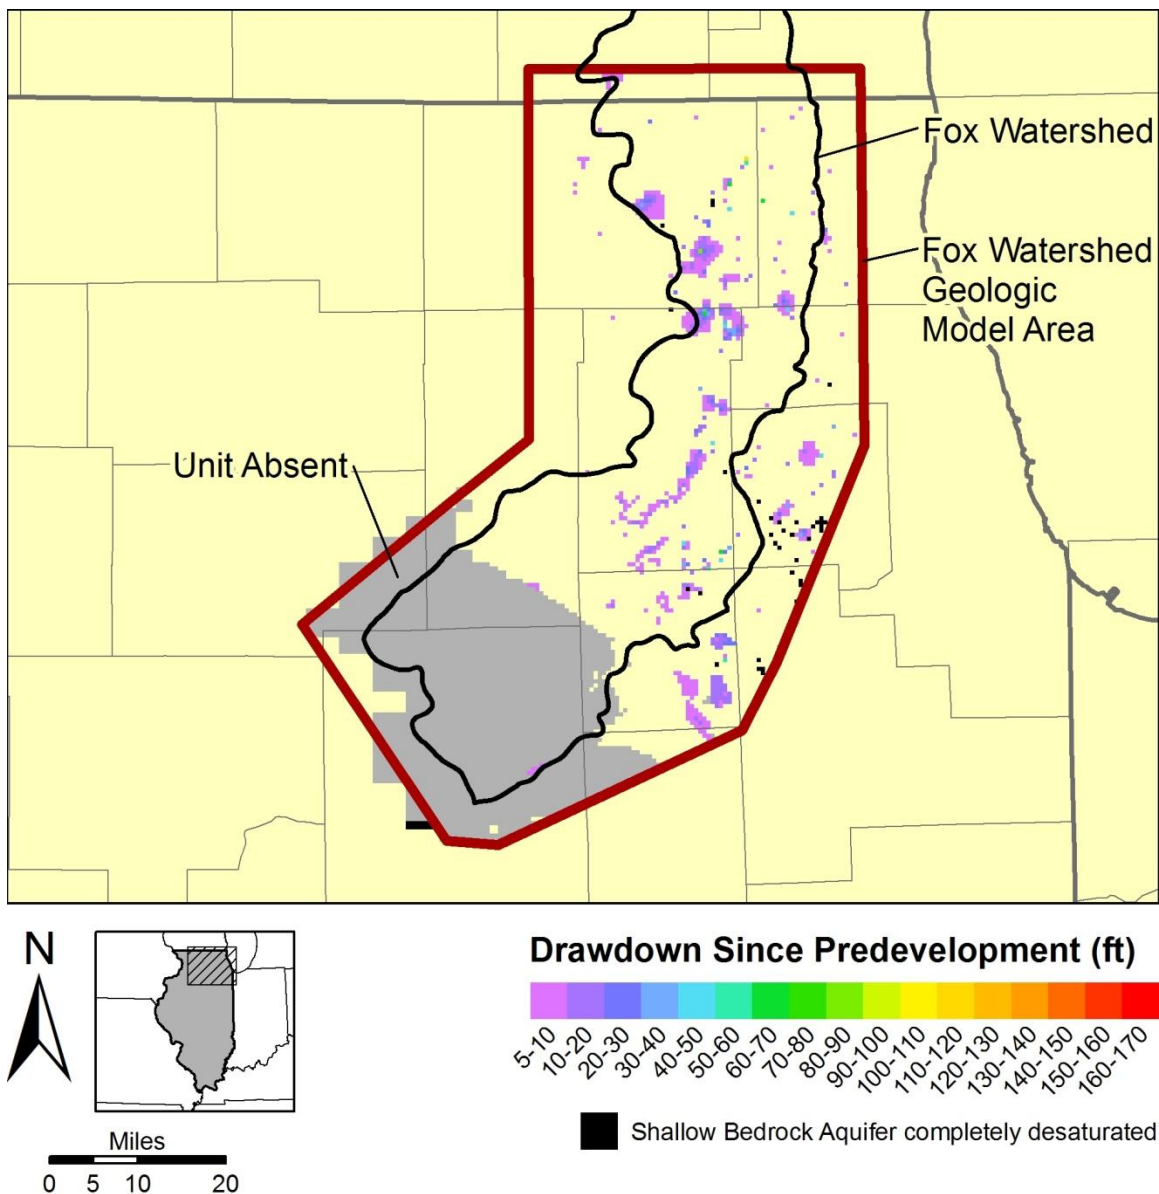 Fox Watershed
Fox Watershed
Geologic
Model Area
Unit Absent
N
Miles
0 5 10 20
Drawdown Since Predevelopment (ft)
5-10
10-20
20-30
30-40
40-50
50-60
60-70
70-80
80-90
90-100
100-110
110-120
120-130
130-140
140-150
150-160
160-170
Shallow Bedrock Aquifer completely desaturated